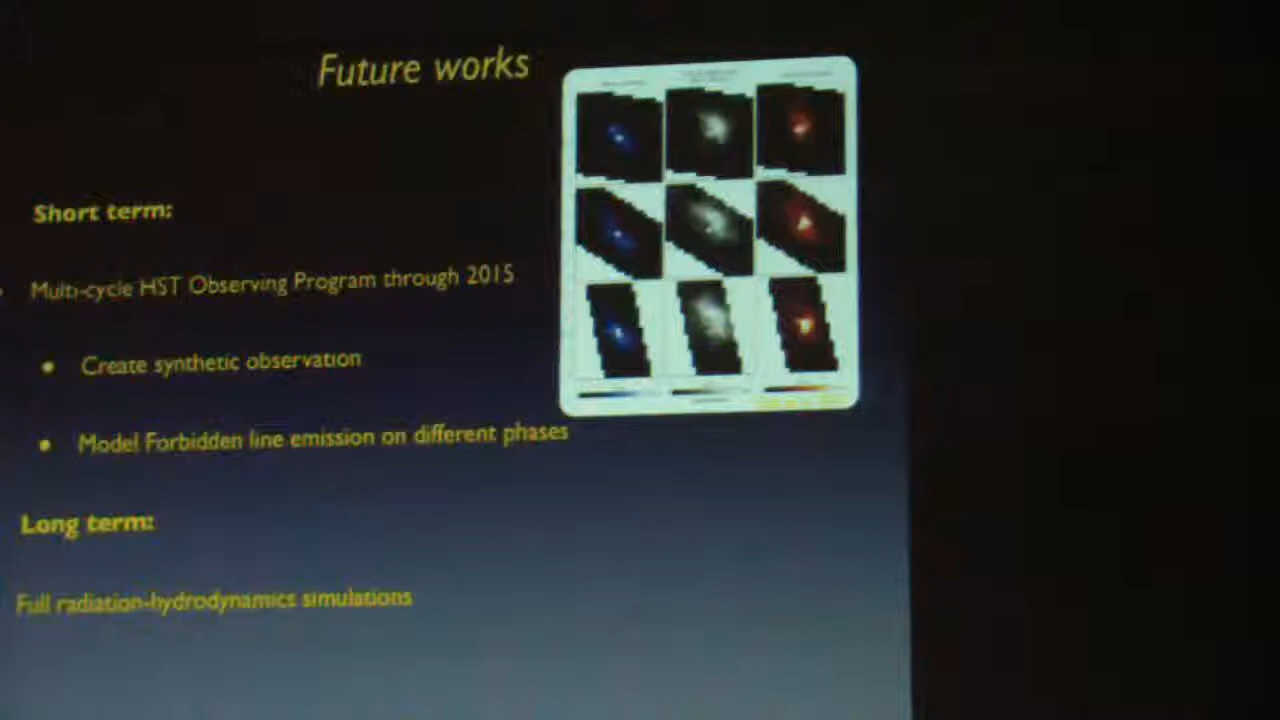 Future works
Short term:
Multi-cycle HST Observing Program through 2015
Create synthetic observation
Model Forbidden line emission on different phases
Long term:
Full radiation-hydrodynamics simulations